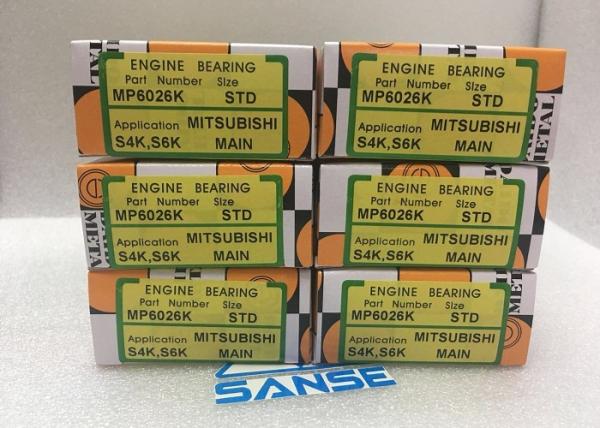 ENGINE BEARING
Part Number Size
MP6026K STD
Application MITSUBISHI
S4K,S6K MAIN
ENGINE BEARING
Part Number Size
MP6026K STD
Application MITSUBISHI
S4K,S6K MAIN
ENGINE BEARING
Part Number Size
MP6026K STD
Application MITSUBISHI
S4K,S6K MAIN
META
ENGINE BEARING
Part Number Size
MP6026K STD
Application MITSUBISHI
S4K,S6K MAIN
ENGINE BEARING
Part Number Size
MP6026K STD
Application MITSUBISHI
S4K,S6K MAIN
ENGINE BEARING
Part Number Size
MP6026K STD
Application MITSUBISHI
S4K,S6K MAIN
METAL
SANSE